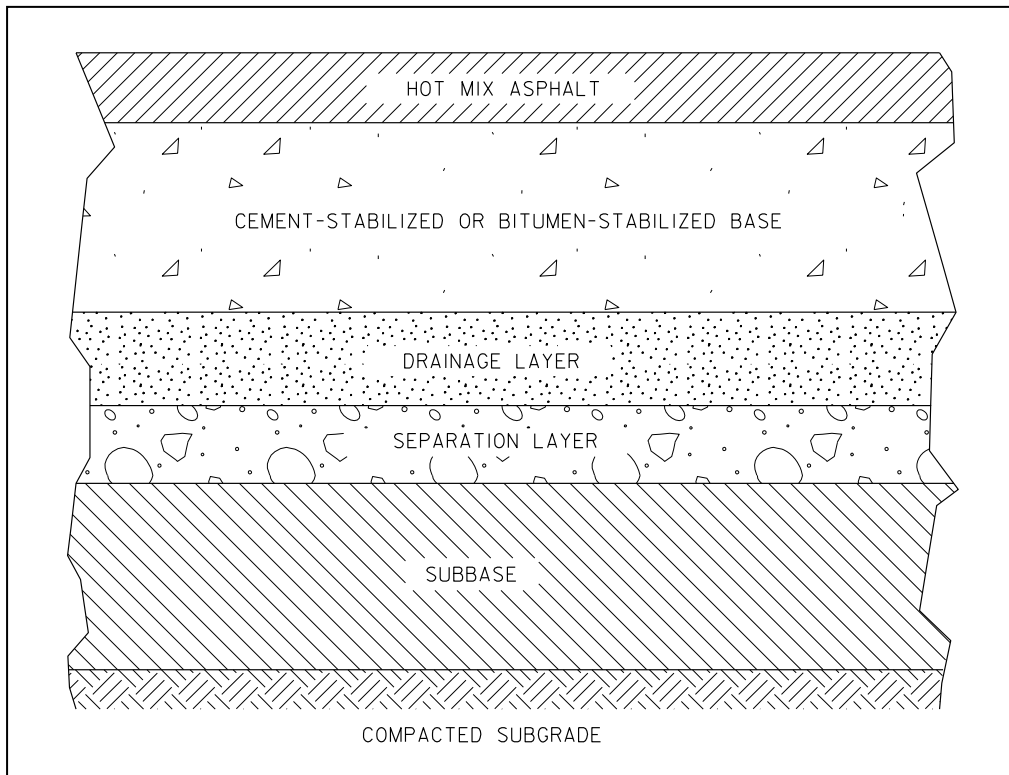 HOT MIX ASPHALT
CEMENT-STABILIZED OR BITUMEN-STABILIZED BASE
DRAINAGE LAYER
SEPARATION LAYER
SUBBASE
COMPACTED SUBGRADE